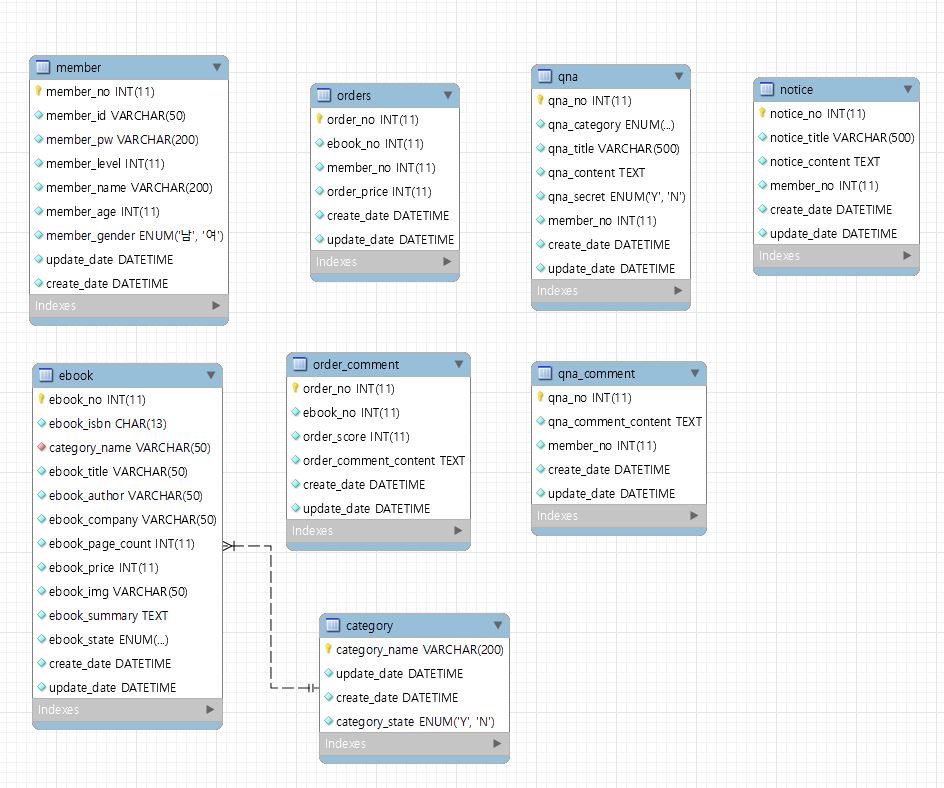 member
member_no INT(11)
member_id VARCHAR(50)
member_pw VARCHAR(200)
member_level INT(11)
member_name VARCHAR(200)
member_age INT(11)
member_gender ENUM('남', '여')
update_date DATETIME
create_date DATETIME
Indexes
orders
order_no INT(11)
ebook_no INT(11)
member_no INT(11)
order_price INT(11)
create_date DATETIME
update_date DATETIME
Indexes
qna
qna_no INT(11)
qna_category ENUM(...)
qna_title VARCHAR(500)
qna_content TEXT
qna_secret ENUM('Y', 'N')
member_no INT(11)
create_date DATETIME
update_date DATETIME
Indexes
notice
notice_no INT(11)
notice_title VARCHAR(500)
notice_content TEXT
member_no INT(11)
create_date DATETIME
update_date DATETIME
Indexes
ebook
ebook_no INT(11)
ebook_isbn CHAR(13)
category_name VARCHAR(50)
ebook_title VARCHAR(50)
ebook_author VARCHAR(50)
ebook_company VARCHAR(50)
ebook_page_count INT(11)
ebook_price INT(11)
ebook_img VARCHAR(50)
ebook_summary TEXT
ebook_state ENUM(...)
create_date DATETIME
update_date DATETIME
Indexes
order_comment
order_no INT(11)
ebook_no INT(11)
order_score INT(11)
order_comment_content TEXT
create_date DATETIME
update_date DATETIME
Indexes
qna_comment
qna_no INT(11)
qna_comment_content TEXT
member_no INT(11)
create_date DATETIME
update_date DATETIME
Indexes
category
category_name VARCHAR(200)
update_date DATETIME
create_date DATETIME
category_state ENUM('Y', 'N')
Indexes